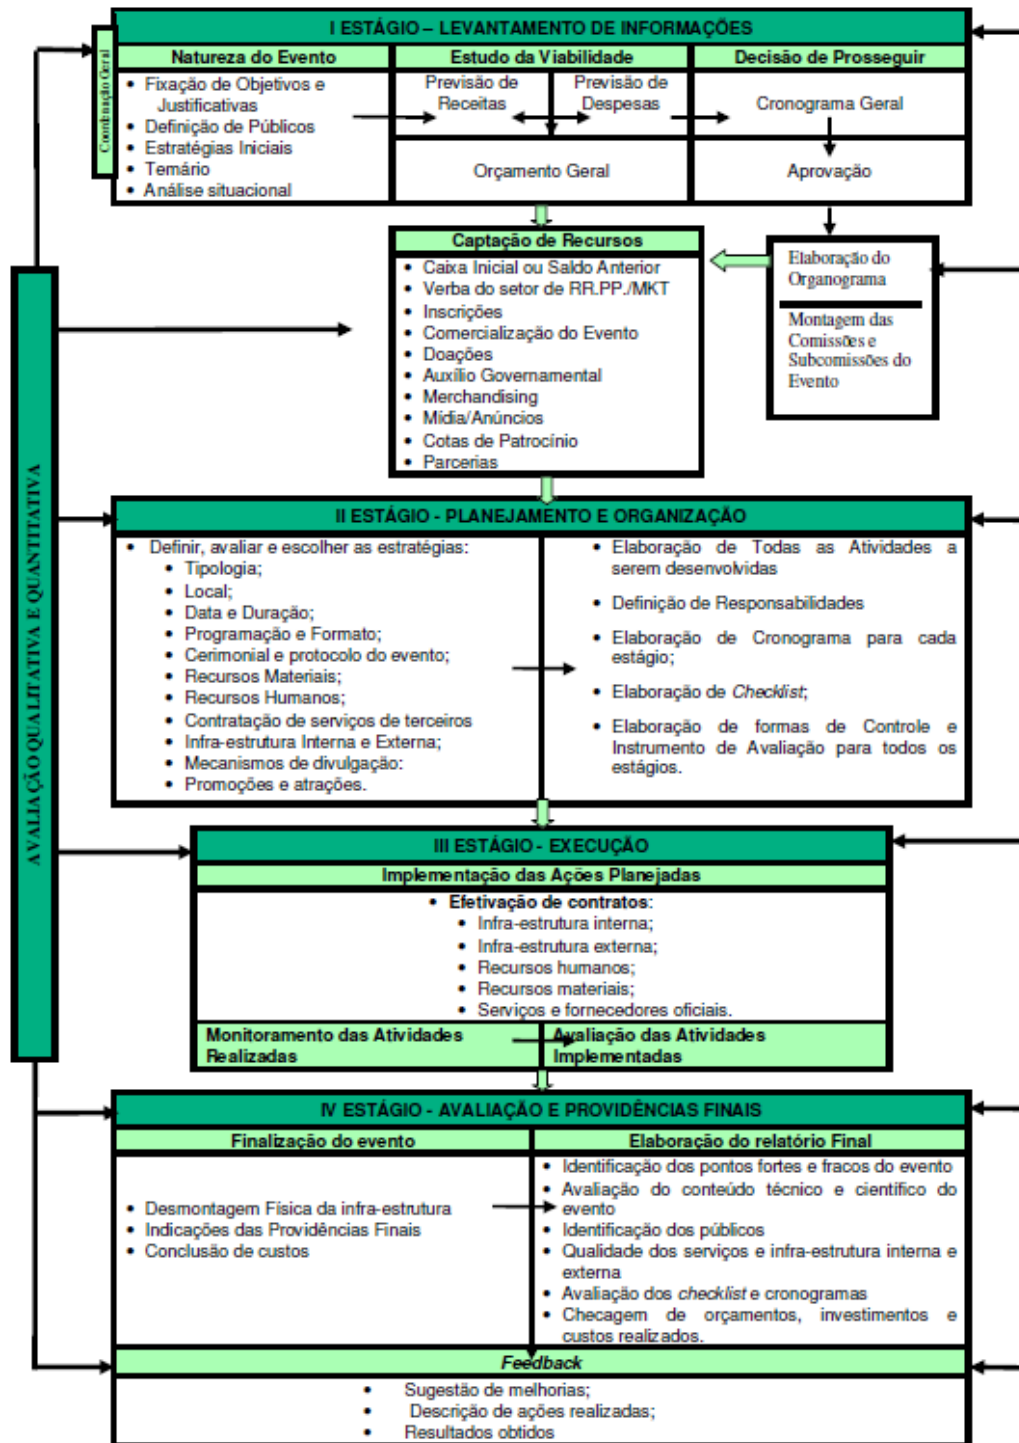 I ESTÁGIO – LEVANTAMENTO DE INFORMAÇÕES
Coordenação Geral
Natureza do Evento
• Fixação de Objetivos e
Justificativas
• Definição de Públicos
• Estratégias Iniciais
• Temário
• Análise situacional
Estudo da Viabilidade
Previsão de
Receitas
Previsão de
Despesas
Orçamento Geral
Decisão de Prosseguir
Cronograma Geral
Aprovação
Captação de Recursos
• Caixa Inicial ou Saldo Anterior
• Verba do setor de RR.PP./MKT
• Inscrições
• Comercialização do Evento
• Doações
• Auxílio Governamental
• Merchandising
• Mídia/Anúncios
• Cotas de Patrocínio
• Parcerias
Elaboração do
Organograma
Montagem das
Comissões e
Subcomissões do
Evento
AVALIAÇÃO QUALITATIVA E QUANTITATIVA
II ESTÁGIO - PLANEJAMENTO E ORGANIZAÇÃO
• Definir, avaliar e escolher as estratégias:
• Tipologia;
• Local;
• Data e Duração;
• Programação e Formato;
• Cerimonial e protocolo do evento;
• Recursos Materiais;
• Recursos Humanos;
• Contratação de serviços de terceiros
• Infra-estrutura Interna e Externa;
• Mecanismos de divulgação:
• Promoções e atrações.
• Elaboração de Todas as Atividades a
serem desenvolvidas
• Definição de Responsabilidades
• Elaboração de Cronograma para cada
estágio;
• Elaboração de Checklist;
• Elaboração de formas de Controle e
Instrumento de Avaliação para todos os
estágios.
III ESTÁGIO - EXECUÇÃO
Implementação das Ações Planejadas
• Efetivação de contratos:
• Infra-estrutura interna;
• Infra-estrutura externa;
• Recursos humanos;
• Recursos materiais;
• Serviços e fornecedores oficiais.
Monitoramento das Atividades
Realizadas
Avaliação das Atividades
Implementadas
IV ESTÁGIO - AVALIAÇÃO E PROVIDÊNCIAS FINAIS
Finalização do evento
• Desmontagem Física da infra-estrutura
• Indicações das Providências Finais
• Conclusão de custos
Elaboração do relatório Final
• Identificação dos pontos fortes e fracos do evento
• Avaliação do conteúdo técnico e científico do
evento
• Identificação dos públicos
• Qualidade dos serviços e infra-estrutura interna e
externa
• Avaliação dos checklist e cronogramas
• Checagem de orçamentos, investimentos e
custos realizados.
Feedback
• Sugestão de melhorias;
• Descrição de ações realizadas;
• Resultados obtidos